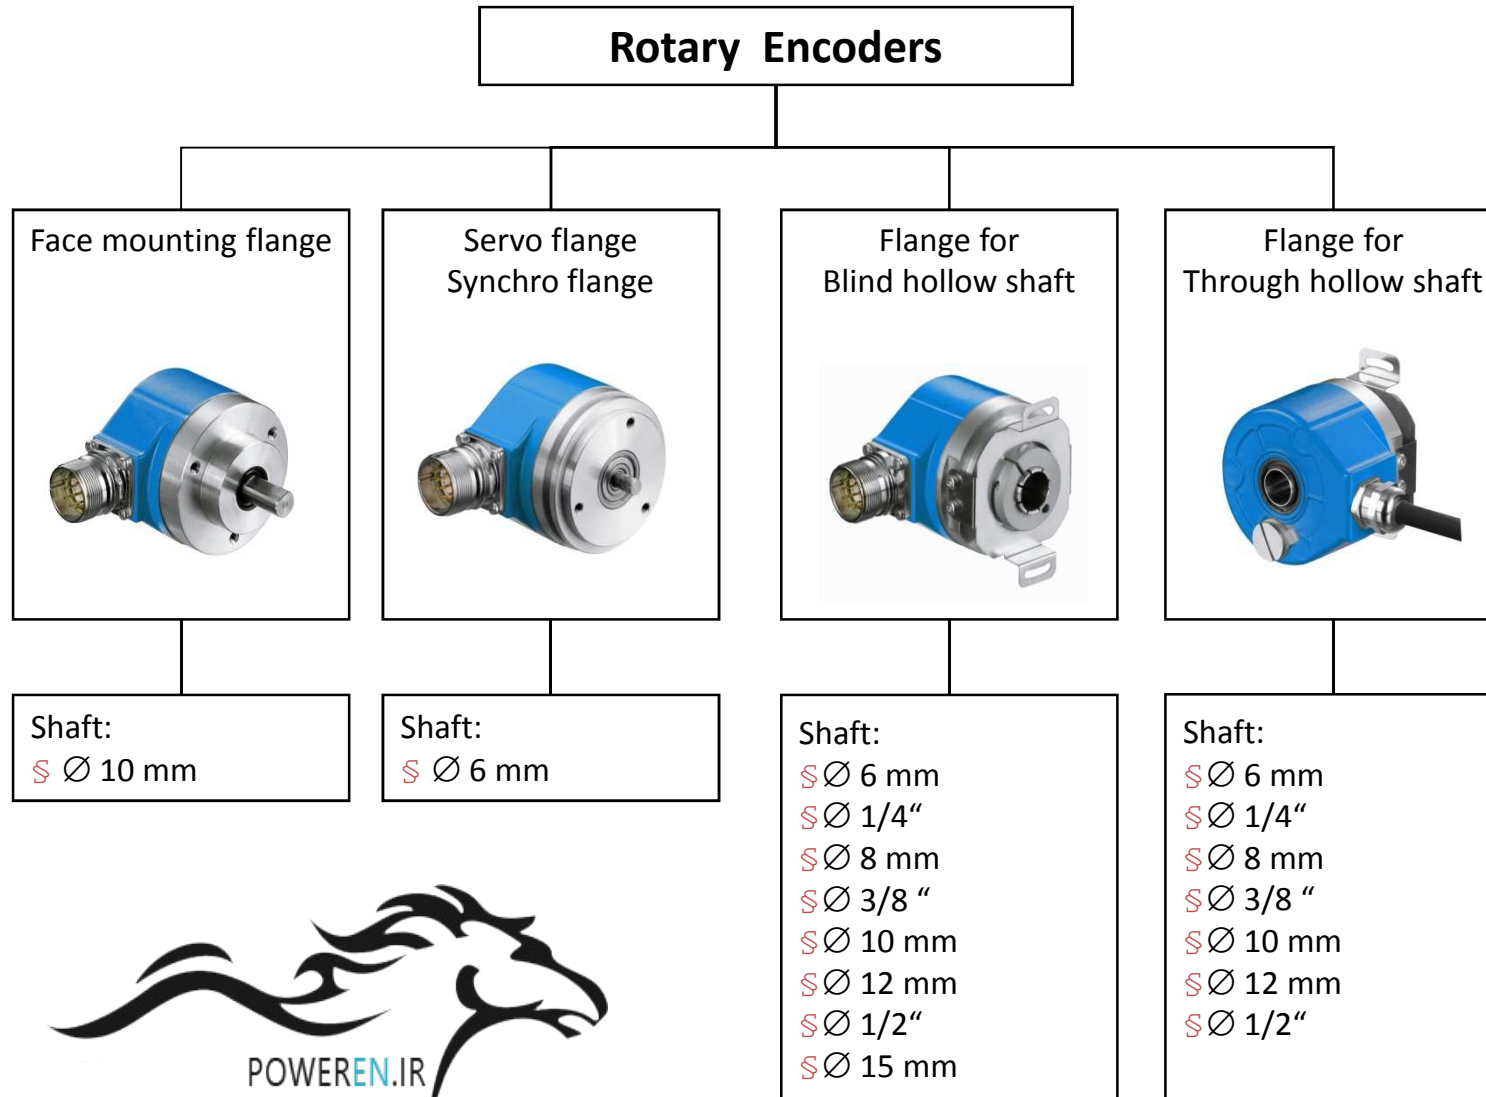 Rotary Encoders
Face mounting flange
Servo flange
Synchro flange
Flange for
Blind hollow shaft
Flange for
Through hollow shaft
Shaft:
§ ∅ 10 mm
Shaft:
§ ∅ 6 mm
Shaft:
§ ∅ 6 mm
§ ∅ 1/4“
§ ∅ 8 mm
§ ∅ 3/8 “
§ ∅ 10 mm
§ ∅ 12 mm
§ ∅ 1/2“
§ ∅ 15 mm
Shaft:
§ ∅ 6 mm
§ ∅ 1/4“
§ ∅ 8 mm
§ ∅ 3/8 “
§ ∅ 10 mm
§ ∅ 12 mm
§ ∅ 1/2“
POWEREN.IR